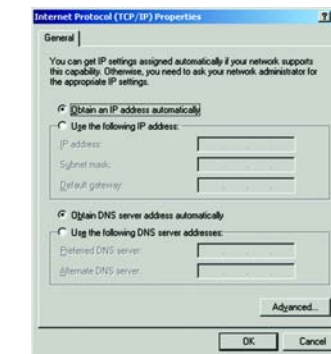 Internet Protocol (TCP/IP) Properties
General
You can get IP settings assigned automatically if your network supports
this capability. Otherwise, you need to ask your network administrator for
the appropriate IP settings.
Obtain an IP address automatically
Use the following IP address:
IP address:
Subnet mask:
Default gateway:
Obtain DNS server address automatically
Use the following DNS server addresses:
Preferred DNS server:
Alternate DNS server:
Advanced...
OK Cancel